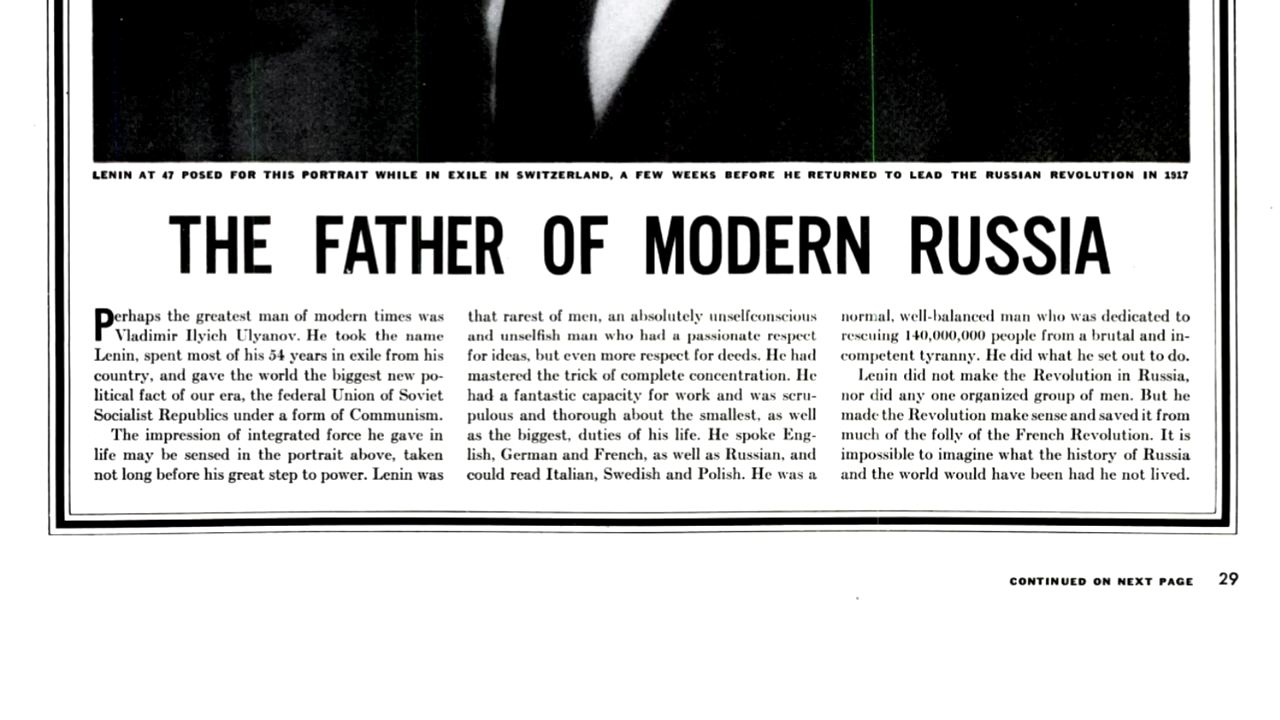 LENIN AT 47 POSED FOR THIS PORTRAIT WHILE IN EXILE IN SWITZERLAND, A FEW WEEKS BEFORE HE RETURNED TO LEAD THE RUSSIAN REVOLUTION IN 1917
THE FATHER OF MODERN RUSSIA
Perhaps the greatest man of modern times was
Vladimir Ilyich Ulyanov. He took the name
Lenin, spent most of his 54 years in exile from his
country, and gave the world the biggest new po-
litical fact of our era, the federal Union of Soviet
Socialist Republics under a form of Communism.
The impression of integrated force he gave in
life may be sensed in the portrait above, taken
not long before his great step to power. Lenin was
that rarest of men, an absolutely unselfconscious
and unselfish man who had a passionate respect
for ideas, but even more respect for deeds. He had
mastered the trick of complete concentration. He
had a fantastic capacity for work and was scru-
pulous and thorough about the smallest, as well
as the biggest, duties of his life. He spoke Eng-
lish, German and French, as well as Russian, and
could read Italian, Swedish and Polish. He was a
normal, well-balanced man who was dedicated to
rescuing 140,000,000 people from a brutal and in-
competent tyranny. He did what he set out to do.
Lenin did not make the Revolution in Russia,
nor did any one organized group of men. But he
made the Revolution make sense and saved it from
much of the folly of the French Revolution. It is
impossible to imagine what the history of Russia
and the world would have been had he not lived.
CONTINUED ON NEXT PAGE 29